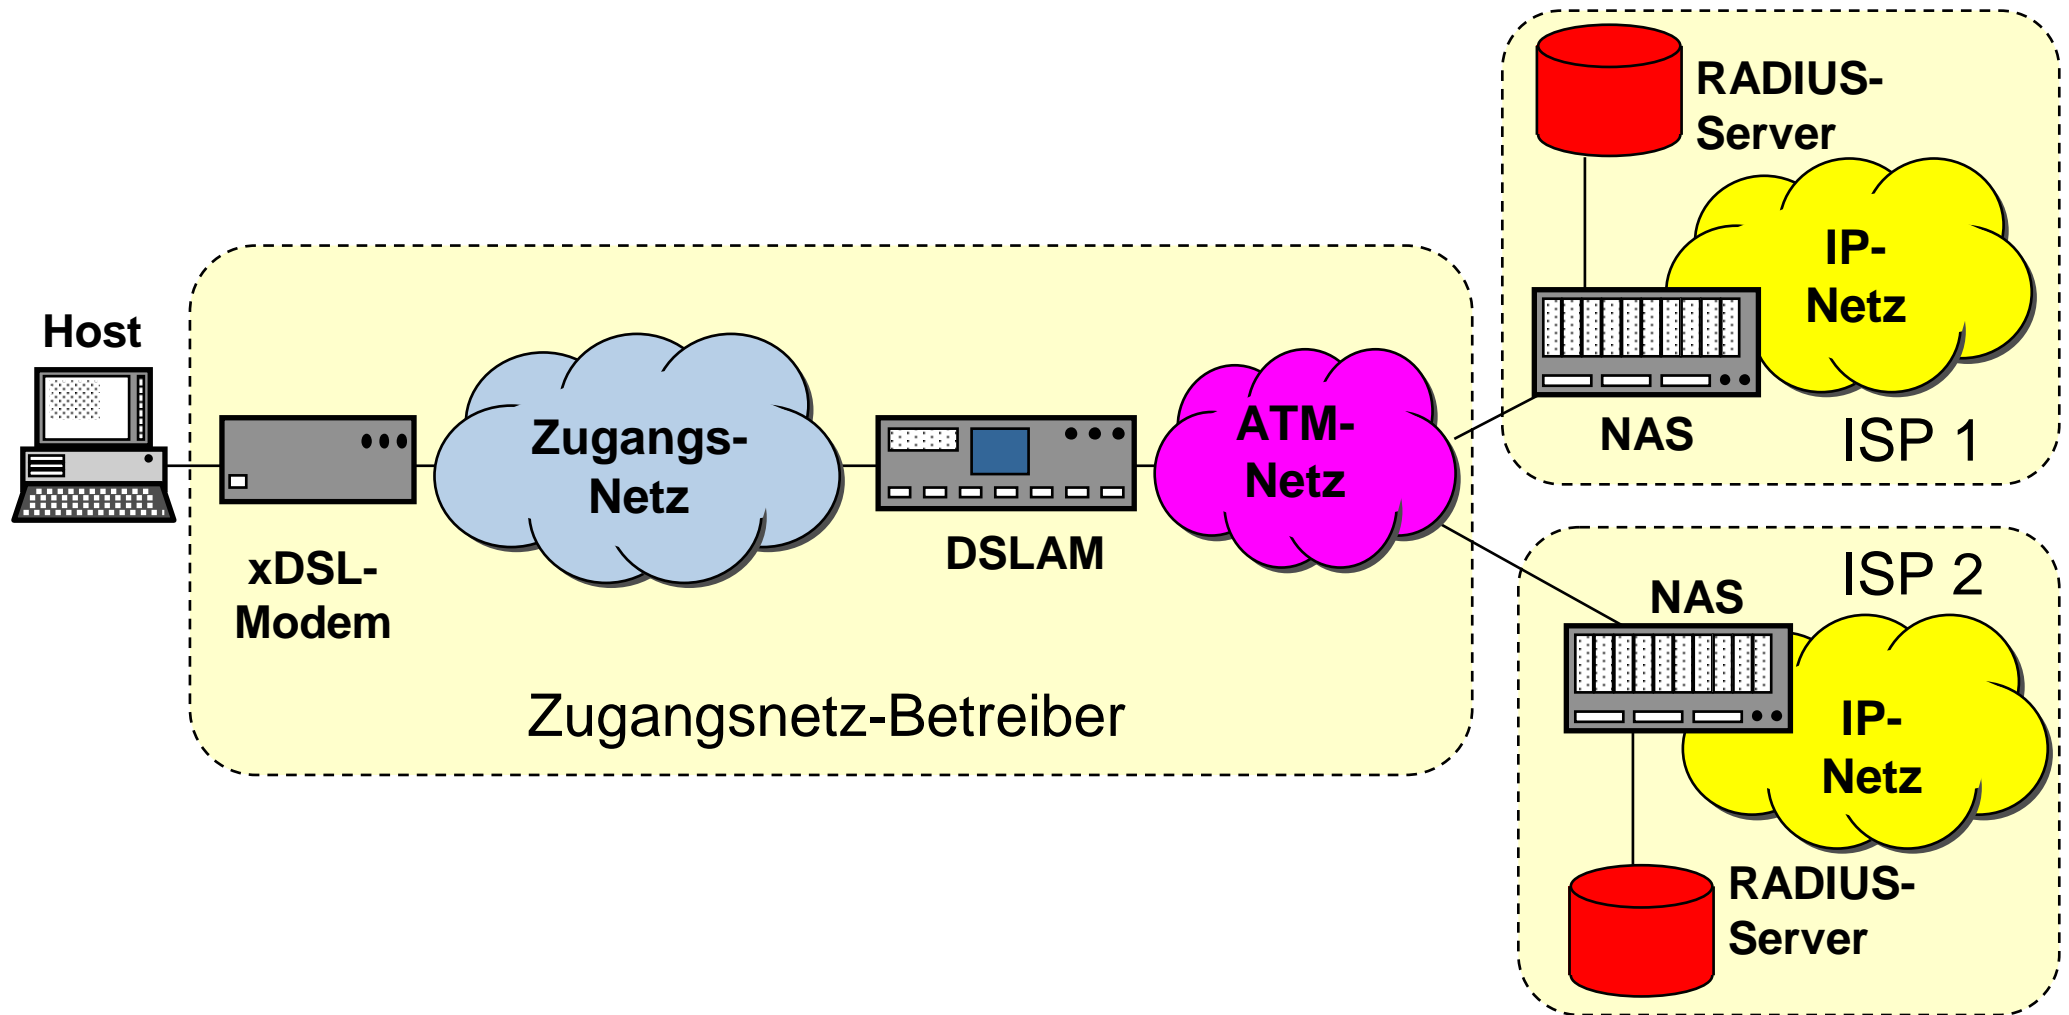 Host
xDSL-
Modem
Zugangs-
Netz
DSLAM
ATM-
Netz
Zugangsnetz-Betreiber
RADIUS-
Server
IP-
Netz
NAS
ISP 1
ISP 2
NAS
IP-
Netz
RADIUS-
Server